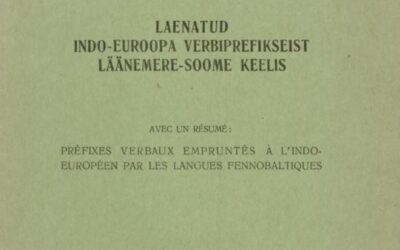 LAENATUD
INDO-EUROOPA VERBIPREFIKSEIST
LÄÄNEMERE-SOOME KEELIS
AVEC UN RÉSUMÉ:
PRÉFIXES VERBAUX EMPRUNTÉS À L'INDO-
EUROPÉEN PAR LES LANGUES FENNOBALTIQUES